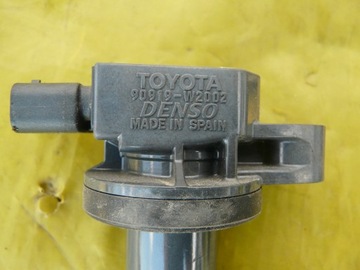 TOYOTA
90919-W2002
DENSO
MADE IN SPAIN